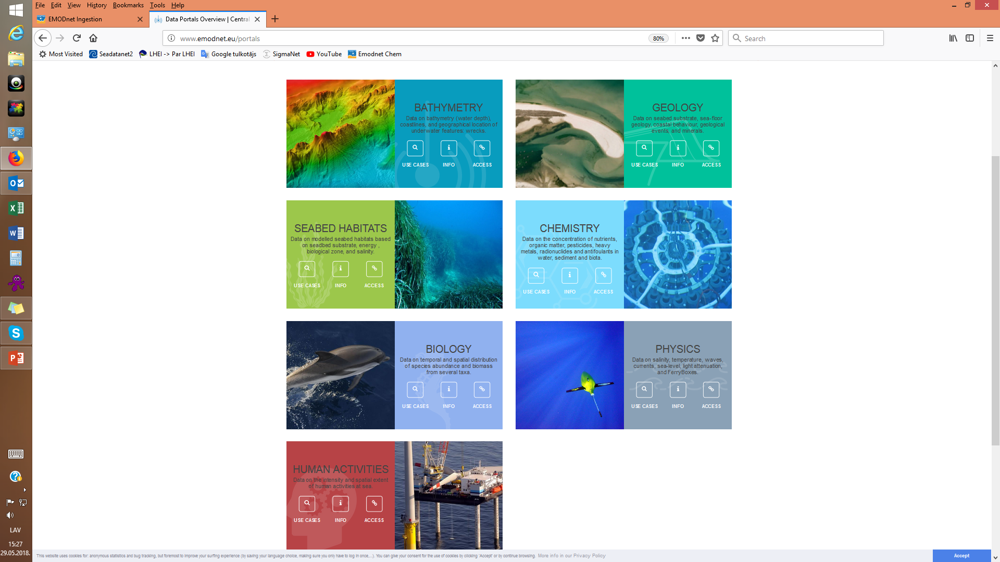 File Edit View History Bookmarks Tools Help
EMODnet Ingestion
Data Portals Overview | Central
www.emodnet.eu/portals
80%
Search
Most Visited
Seadatanet2
LHEI -> Par LHEI
Google tulkotājs
SigmaNet
YouTube
Emodnet Chem
BATHYMETRY
Data on bathymetry (water depth),
coastlines, and geographical location of
underwater features: wrecks.
USE CASES INFO ACCESS
GEOLOGY
Data on seabed substrate, sea-floor
geology, coastal behaviour, geological
events, and minerals.
USE CASES INFO ACCESS
SEABED HABITATS
Data on modelled seabed habitats based
on seadbed substrate, energy ,
biological zone, and salinity.
USE CASES INFO ACCESS
CHEMISTRY
Data on the concentration of nutrients,
organic matter, pesticides, heavy
metals, radionuclides and antifoulants in
water, sediment and biota.
USE CASES INFO ACCESS
BIOLOGY
Data on temporal and spatial distribution
of species abundance and biomass
from several taxa.
USE CASES INFO ACCESS
PHYSICS
Data on salinity, temperature, waves,
currents, sea-level, light attenuation,
and FerryBoxes.
USE CASES INFO ACCESS
HUMAN ACTIVITIES
Data on the intensity and spatial extent
of human activities at sea.
USE CASES INFO ACCESS
LAV
15:27
29.05.2018.
This website uses cookies for: anonymous statistics and bug tracking, but foremost to improve your surfing experience (by saving your language choice, making sure you only have to log in once,...). You can give your consent for the use of cookies by clicking 'Accept' or by continue browsing. More info in our Privacy Policy
Accept